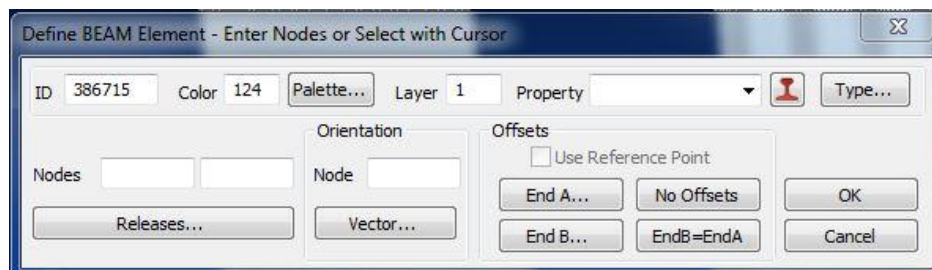 Define BEAM Element - Enter Nodes or Select with Cursor
ID 386715 Color 124 Palette... Layer 1 Property Type...
Orientation Offsets
Use Reference Point
Nodes Node
End A... No Offsets OK
Releases... Vector...
End B... EndB=EndA Cancel